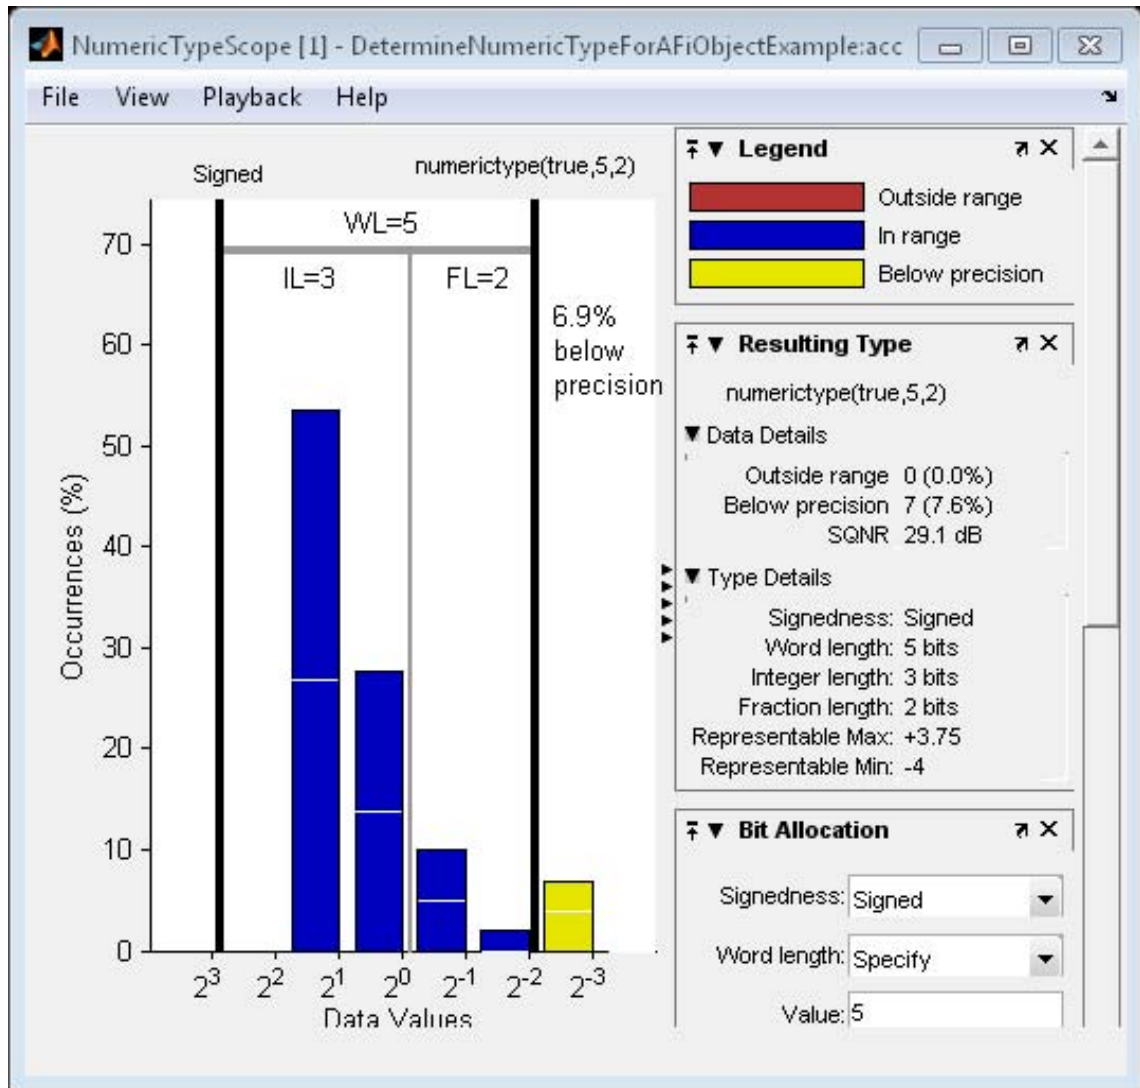 NumericTypeScope [1] - DetermineNumericTypeForAFiObjectExample:acc
File View Playback Help
Signed numerictype(true,5,2)
WL=5
IL=3 FL=2
6.9%
below
precision
Occurrences (%)
70
60
50
40
30
20
10
0
2^3 2^2 2^1 2^0 2^-1 2^-2 2^-3
Data Values
Legend
Outside range
In range
Below precision
Resulting Type
numerictype(true,5,2)
Data Details
Outside range 0 (0.0%)
Below precision 7 (7.6%)
SQNR 29.1 dB
Type Details
Signedness: Signed
Word length: 5 bits
Integer length: 3 bits
Fraction length: 2 bits
Representable Max: +3.75
Representable Min: -4
Bit Allocation
Signedness: Signed
Word length: Specify
Value: 5